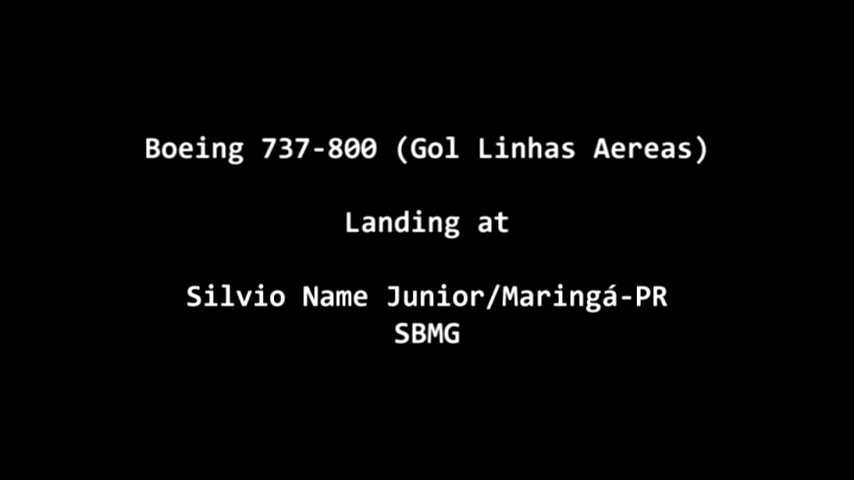 Boeing 737-800 (Gol Linhas Aereas)
Landing at
Silvio Name Junior/Maringá-PR
SBMG